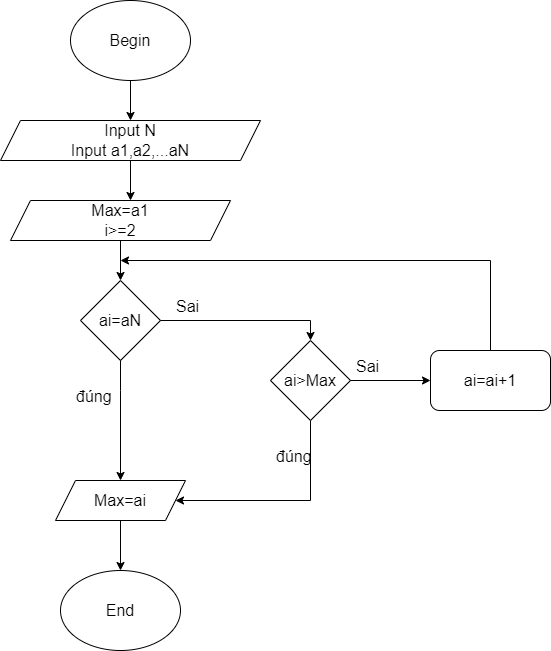 Begin
Input N
Input a1,a2,...aN
Max=a1
i>=2
ai=aN
Sai
đúng
ai>Max
Sai
đúng
ai=ai+1
Max=ai
End